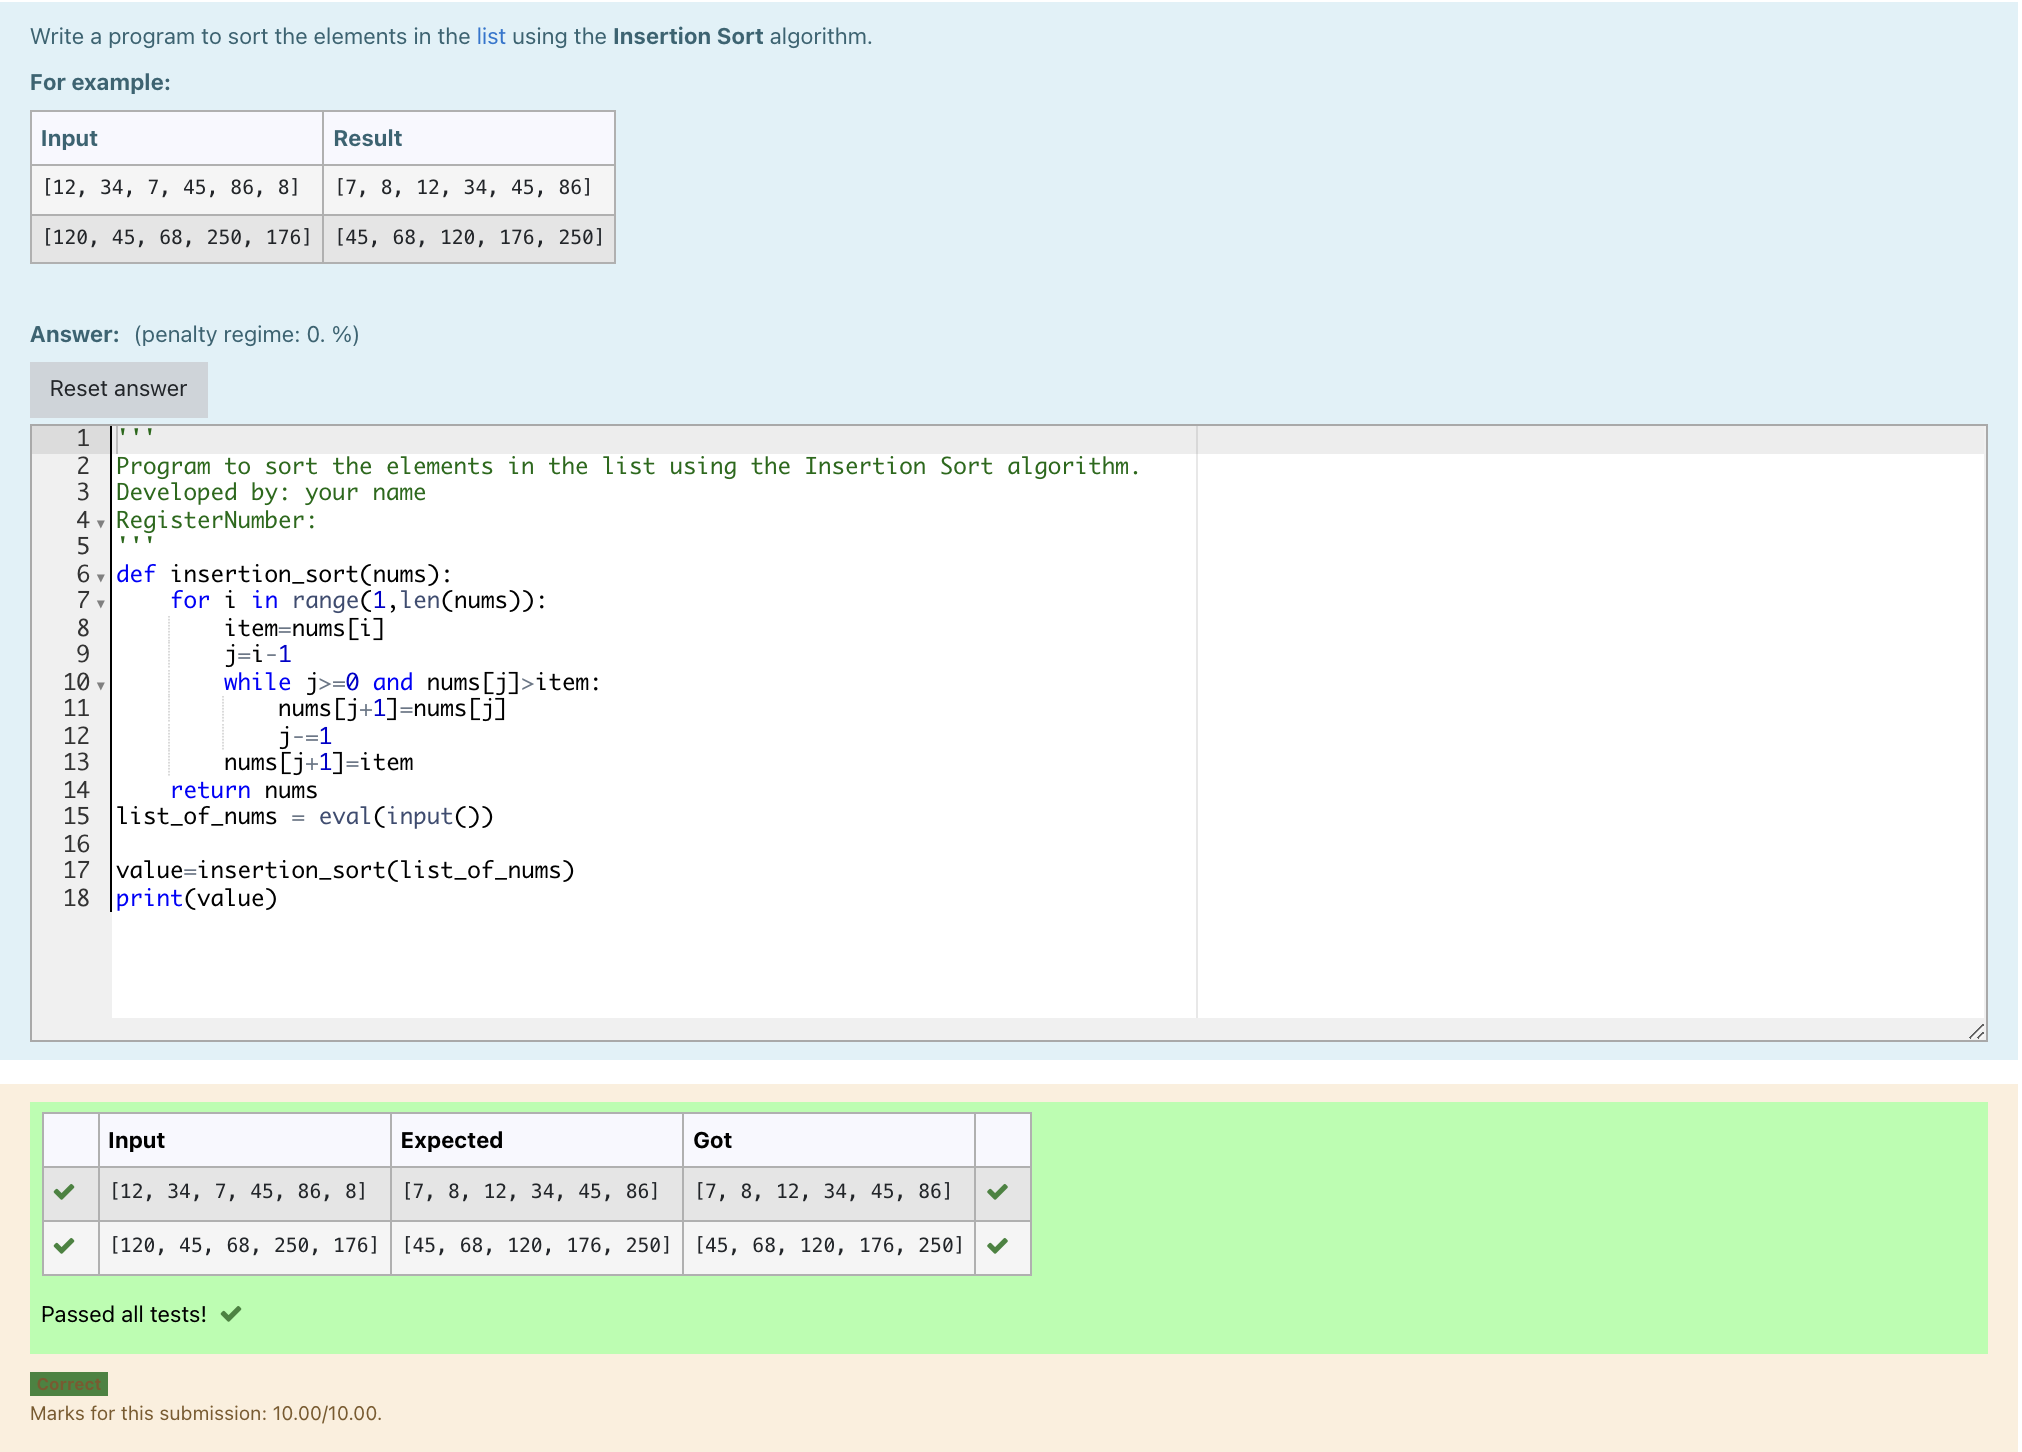 Write a program to sort the elements in the list using the Insertion Sort algorithm.
For example:
Input Result
[12, 34, 7, 45, 86, 8] [7, 8, 12, 34, 45, 86]
[120, 45, 68, 250, 176] [45, 68, 120, 176, 250]
Answer: (penalty regime: 0. %)
Reset answer
1 '''
2 Program to sort the elements in the list using the Insertion Sort algorithm.
3 Developed by: your name
4 RegisterNumber:
5 '''
6 def insertion_sort(nums):
7     for i in range(1,len(nums)):
8         item=nums[i]
9         j=i-1
10         while j>=0 and nums[j]>item:
11             nums[j+1]=nums[j]
12             j-=1
13         nums[j+1]=item
14     return nums
15 list_of_nums = eval(input())
16
17 value=insertion_sort(list_of_nums)
18 print(value)
Input Expected Got
[12, 34, 7, 45, 86, 8] [7, 8, 12, 34, 45, 86] [7, 8, 12, 34, 45, 86]
[120, 45, 68, 250, 176] [45, 68, 120, 176, 250] [45, 68, 120, 176, 250]
Passed all tests!
Correct
Marks for this submission: 10.00/10.00.